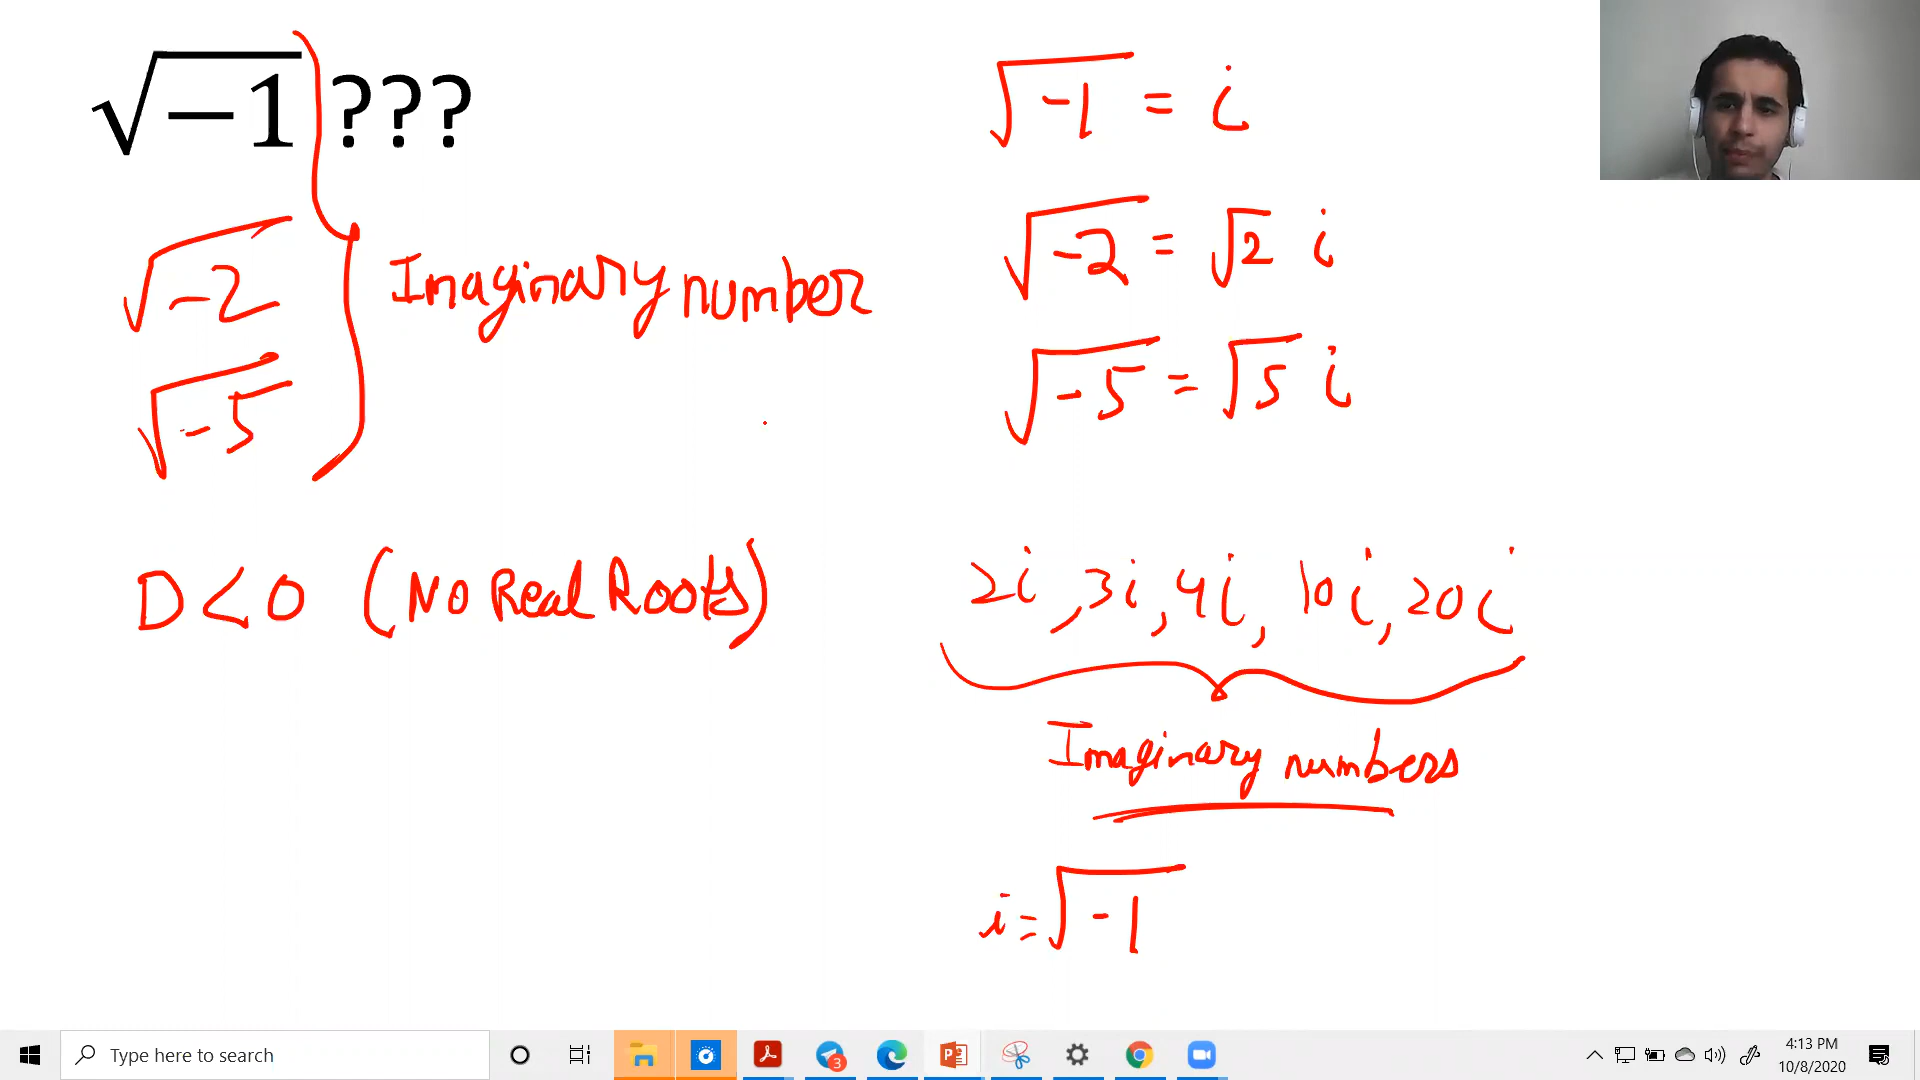 √−1 ???
√-2
√-5
Imaginary number
D<0 (No Real Roots)
√-1 = i
√-2 = √2 i
√-5 = √5 i
2i, 3i, 4i, 10i, 20i
Imaginary numbers
i = √-1
Type here to search
3
4:13 PM
10/8/2020